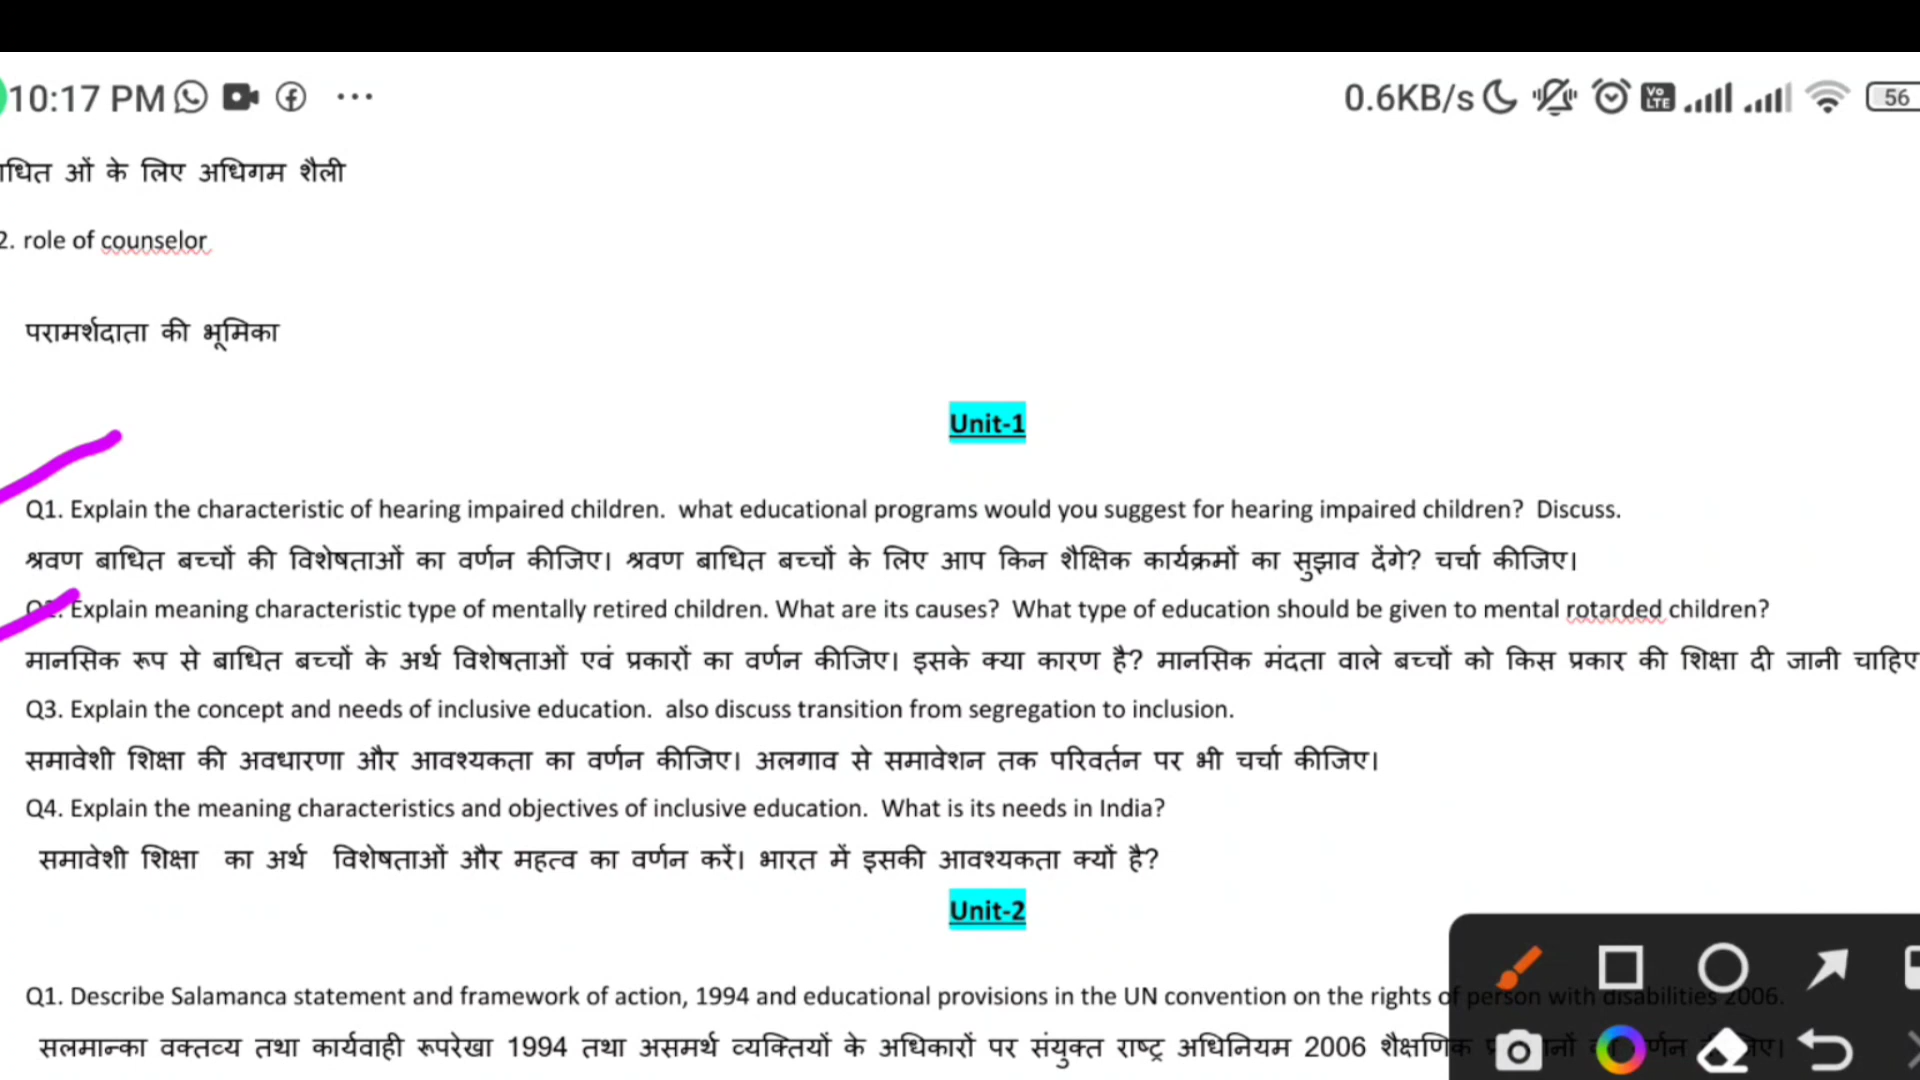 10:17 PM ... 0.6KB/s Vo LTE 56
धित ओं के लिए अधिगम शैली
2. role of counselor
परामर्शदाता की भूमिका
Unit-1
Q1. Explain the characteristic of hearing impaired children. what educational programs would you suggest for hearing impaired children? Discuss.
श्रवण बाधित बच्चों की विशेषताओं का वर्णन कीजिए। श्रवण बाधित बच्चों के लिए आप किन शैक्षिक कार्यक्रमों का सुझाव देंगे? चर्चा कीजिए।
Q2. Explain meaning characteristic type of mentally retired children. What are its causes? What type of education should be given to mental rotarded children?
मानसिक रूप से बाधित बच्चों के अर्थ विशेषताओं एवं प्रकारों का वर्णन कीजिए। इसके क्या कारण है? मानसिक मंदता वाले बच्चों को किस प्रकार की शिक्षा दी जानी चाहिए
Q3. Explain the concept and needs of inclusive education. also discuss transition from segregation to inclusion.
समावेशी शिक्षा की अवधारणा और आवश्यकता का वर्णन कीजिए। अलगाव से समावेशन तक परिवर्तन पर भी चर्चा कीजिए।
Q4. Explain the meaning characteristics and objectives of inclusive education. What is its needs in India?
समावेशी शिक्षा का अर्थ विशेषताओं और महत्व का वर्णन करें। भारत में इसकी आवश्यकता क्यों है?
Unit-2
Q1. Describe Salamanca statement and framework of action, 1994 and educational provisions in the UN convention on the rights of person with disabilities 2006.
सलमान्का वक्तव्य तथा कार्यवाही रूपरेखा 1994 तथा असमर्थ व्यक्तियों के अधिकारों पर संयुक्त राष्ट्र अधिनियम 2006 शैक्षणिक